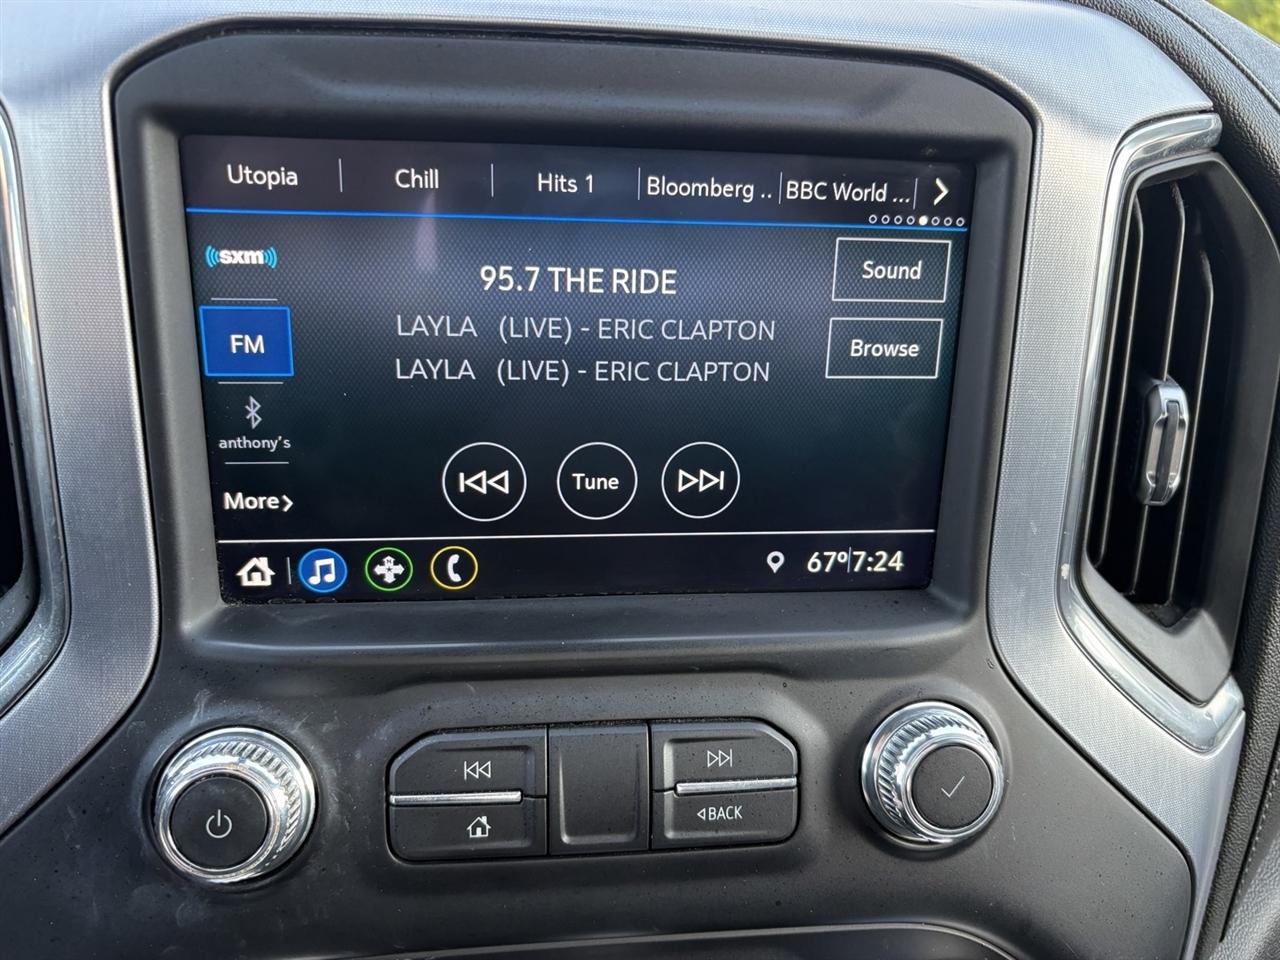 Utopia Chill Hits 1 Bloomberg .. BBC World ...
sxm
95.7 THE RIDE
Sound
LAYLA (LIVE) - ERIC CLAPTON
FM
Browse
LAYLA (LIVE) - ERIC CLAPTON
anthony's
Tune
More
67° 7:24
BACK